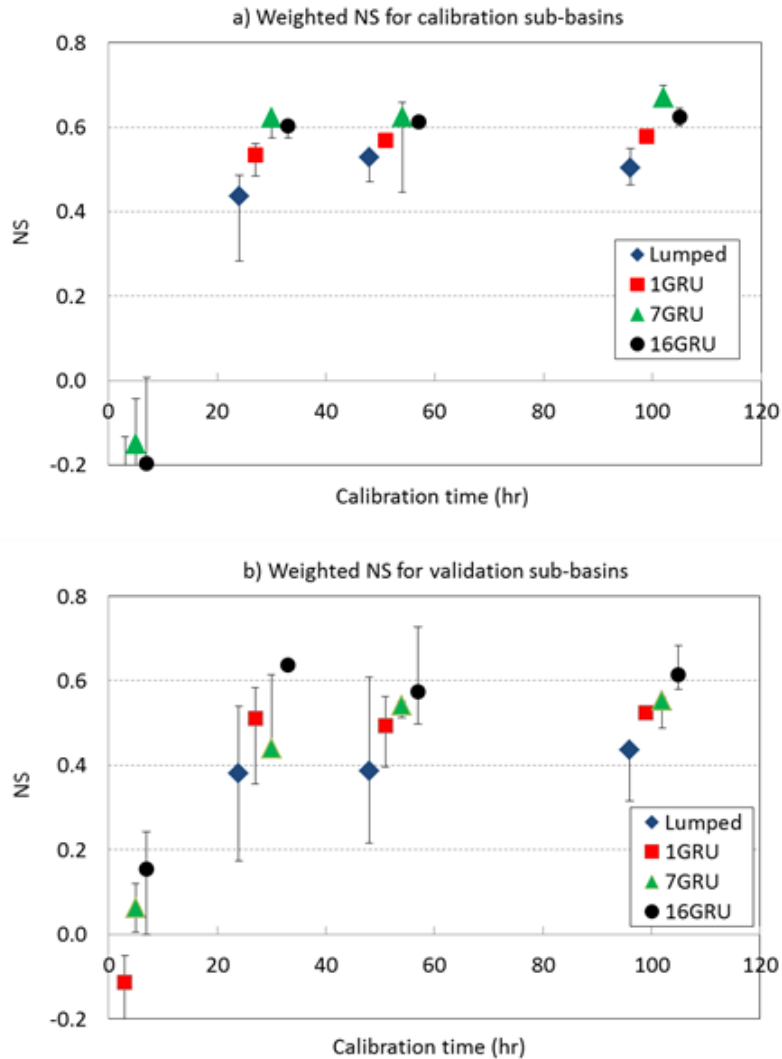 a) Weighted NS for calibration sub-basins
0.8
0.6
0.4
0.2
0.0
-0.2
NS
0 20 40 60 80 100 120
Lumped
1GRU
7GRU
16GRU
Calibration time (hr)
b) Weighted NS for validation sub-basins
0.8
0.6
0.4
0.2
0.0
-0.2
NS
0 20 40 60 80 100 120
Lumped
1GRU
7GRU
16GRU
Calibration time (hr)